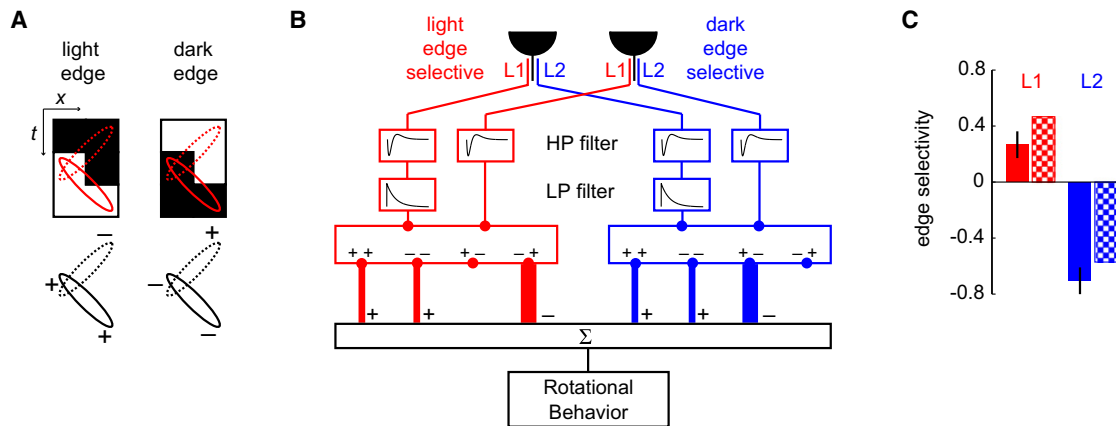 A
light edge
dark edge
x
t
−
+
+
+
−
−
B
light edge selective
L1 L2
L1 L2
dark edge selective
HP filter
LP filter
+ + − − + − − +
+ + − − + − − +
+ + −
+ + −
Σ
Rotational Behavior
C
L1 L2
edge selectivity
0.8
0.4
0
-0.4
-0.8